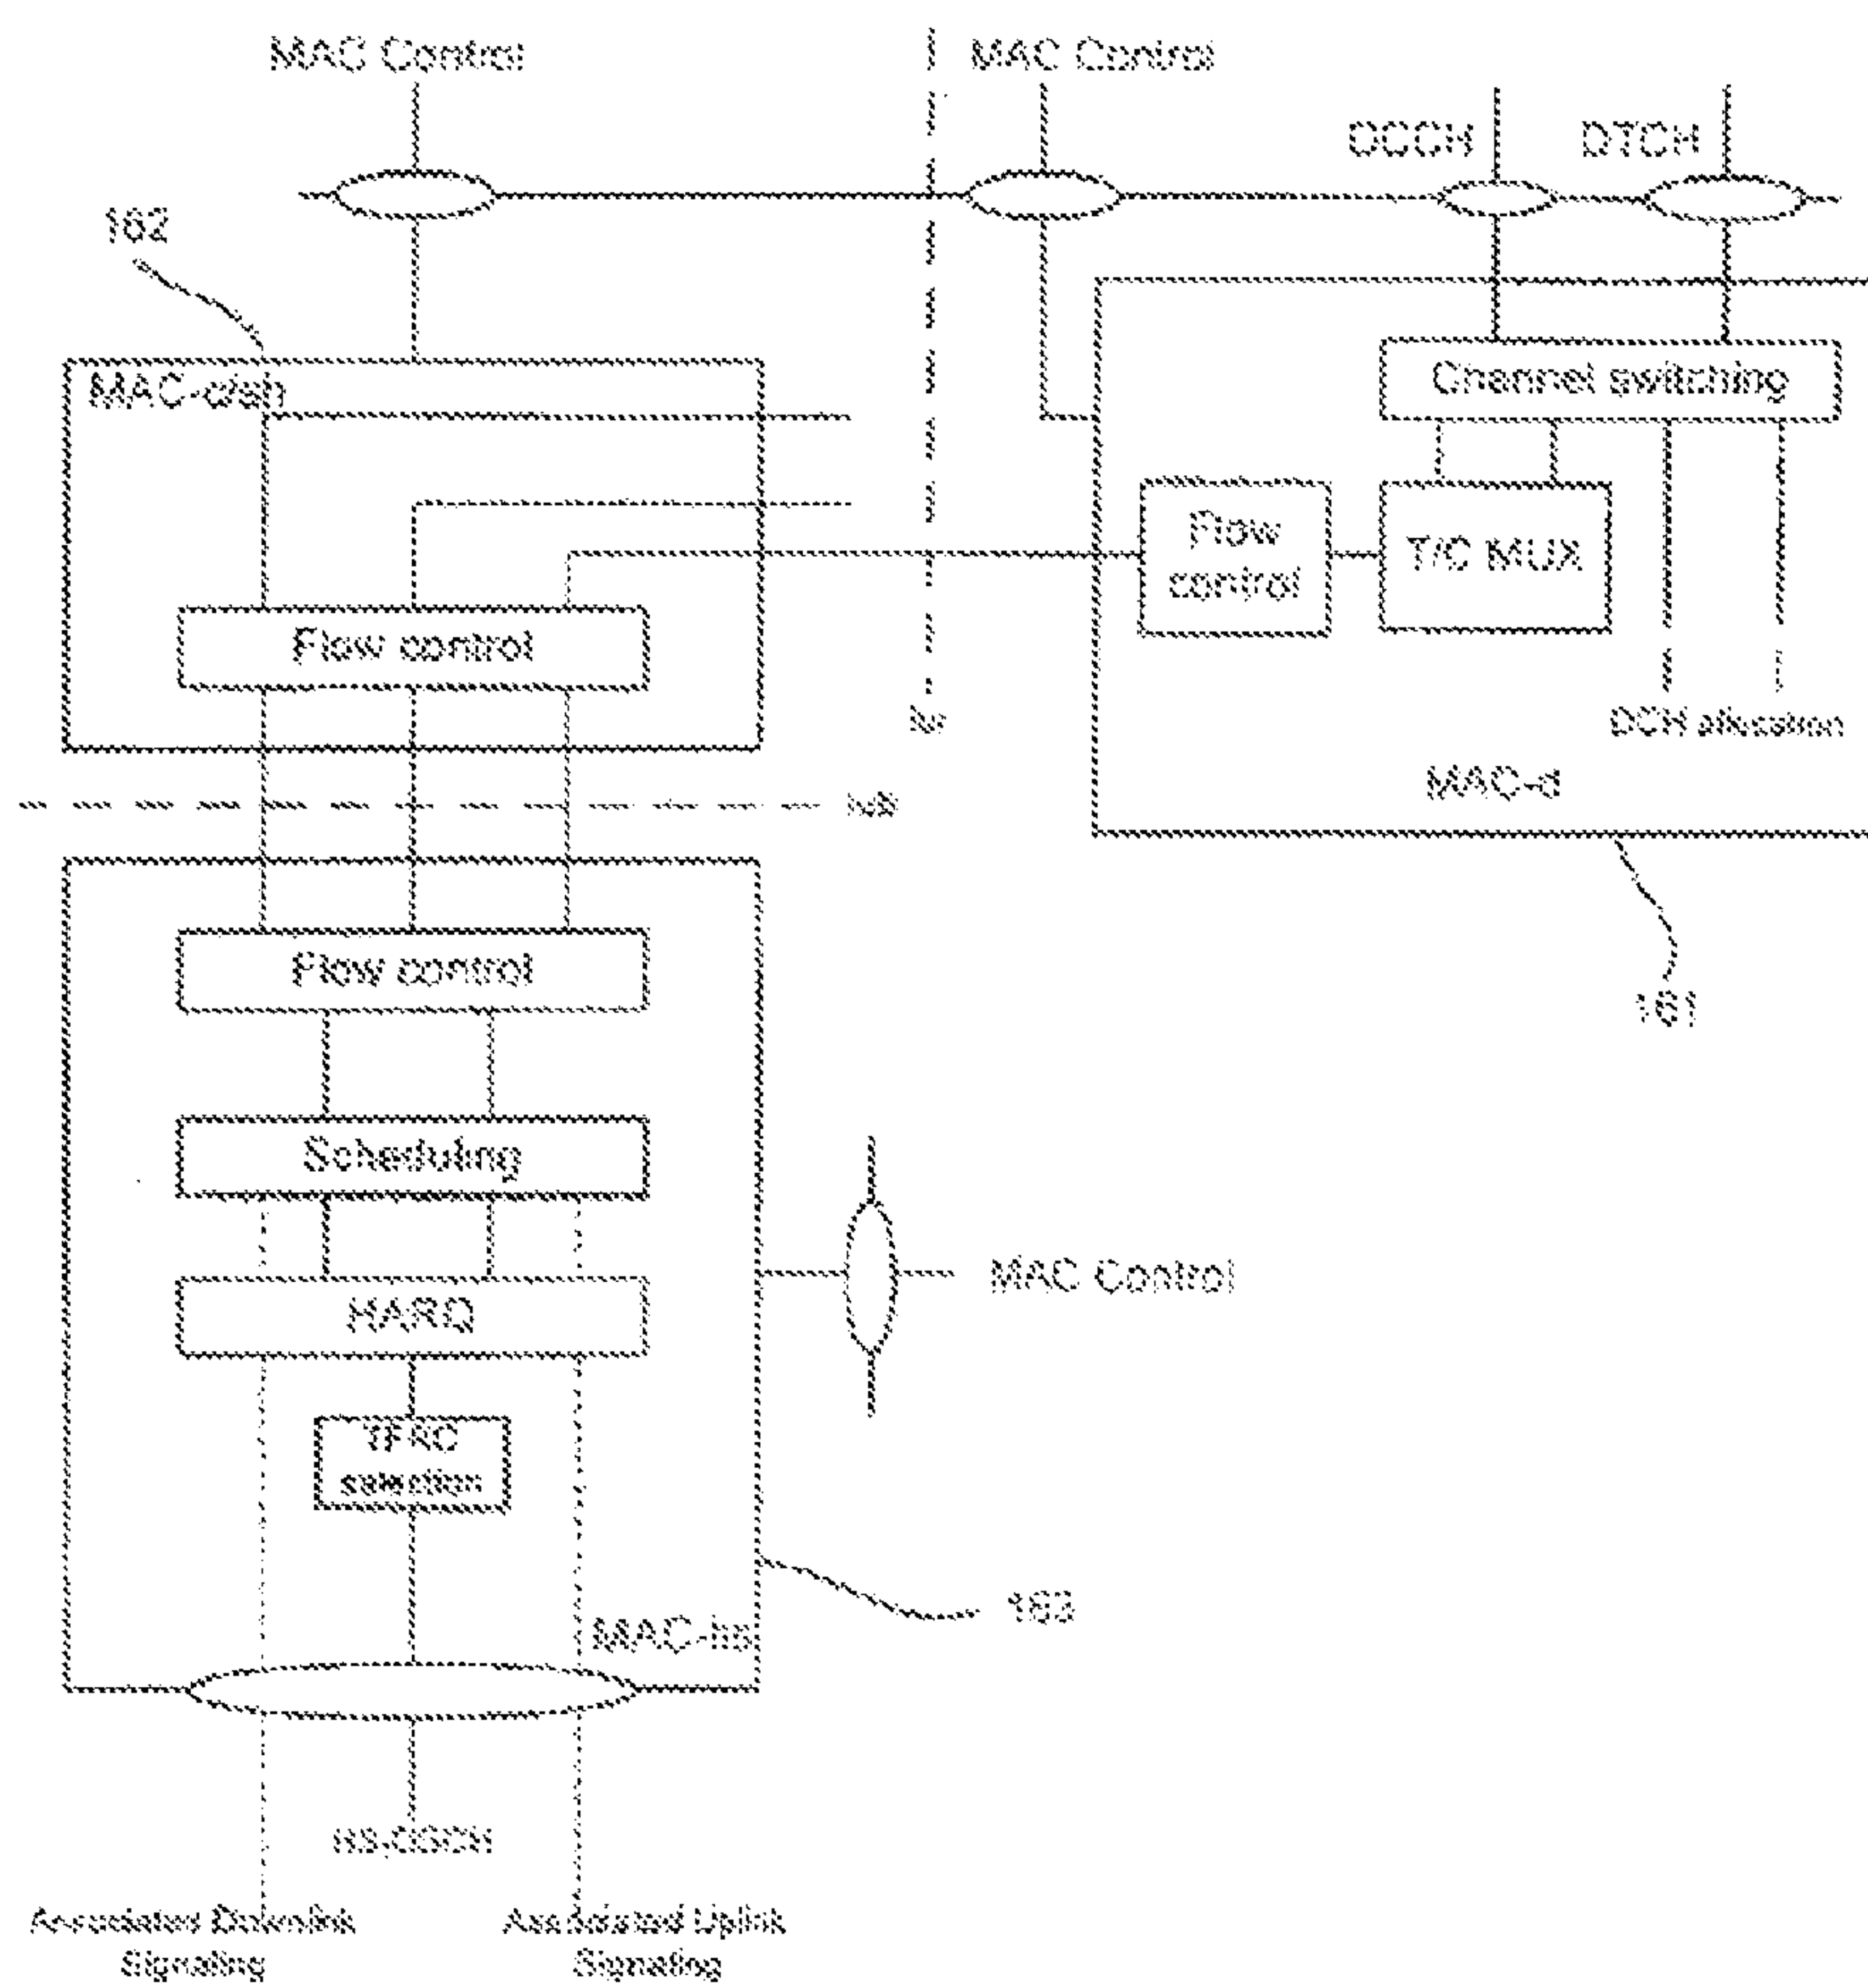 MAC Control
MAC Control
DCCH
DTCH
162
MAC-c/sh
Channel switching
Flow
control
T/C MUX
Flow control
Iur
DCH allocation
MAC-d
Iub
Flow control
161
Scheduling
MAC Control
HARQ
TFRC
selection
163
MAC-hs
HS-DSCH
Associated Downlink
Signaling
Associated Uplink
Signaling